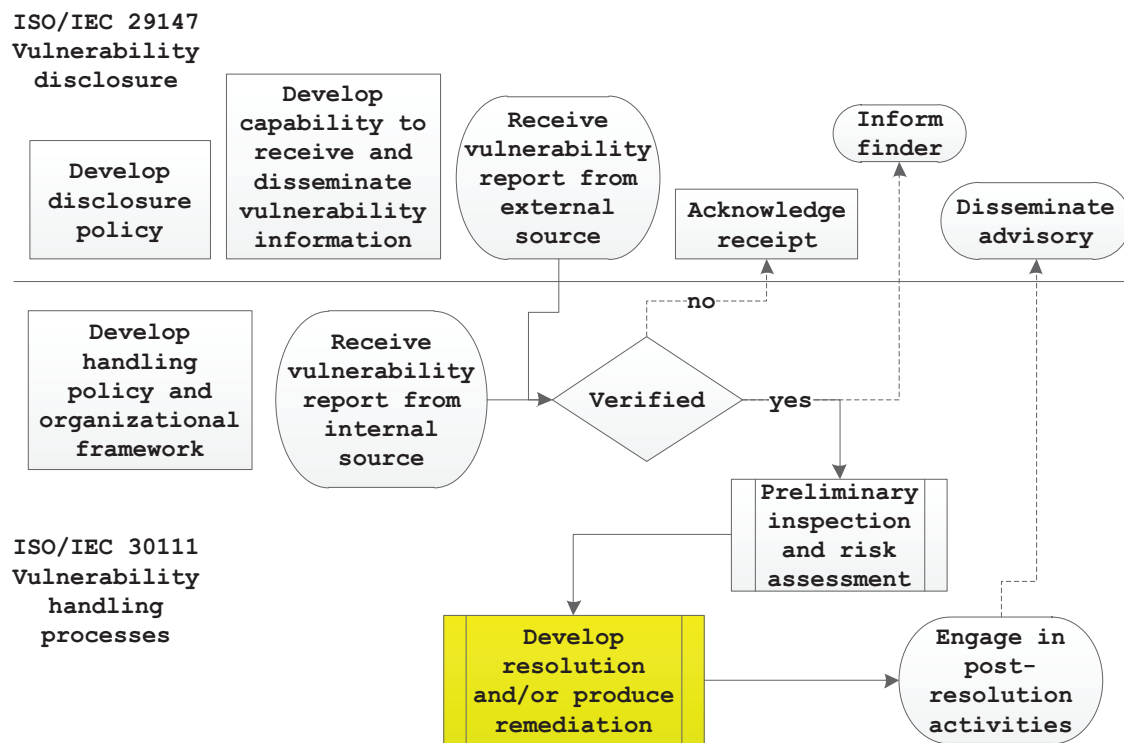 ISO/IEC 29147
Vulnerability
disclosure
Develop
disclosure
policy
Develop
capability to
receive and
disseminate
vulnerability
information
Receive
vulnerability
report from
external
source
Acknowledge
receipt
Inform
finder
Disseminate
advisory
Develop
handling
policy and
organizational
framework
Receive
vulnerability
report from
internal
source
Verified
no
yes
Preliminary
inspection
and risk
assessment
ISO/IEC 30111
Vulnerability
handling
processes
Develop
resolution
and/or produce
remediation
Engage in
post-
resolution
activities